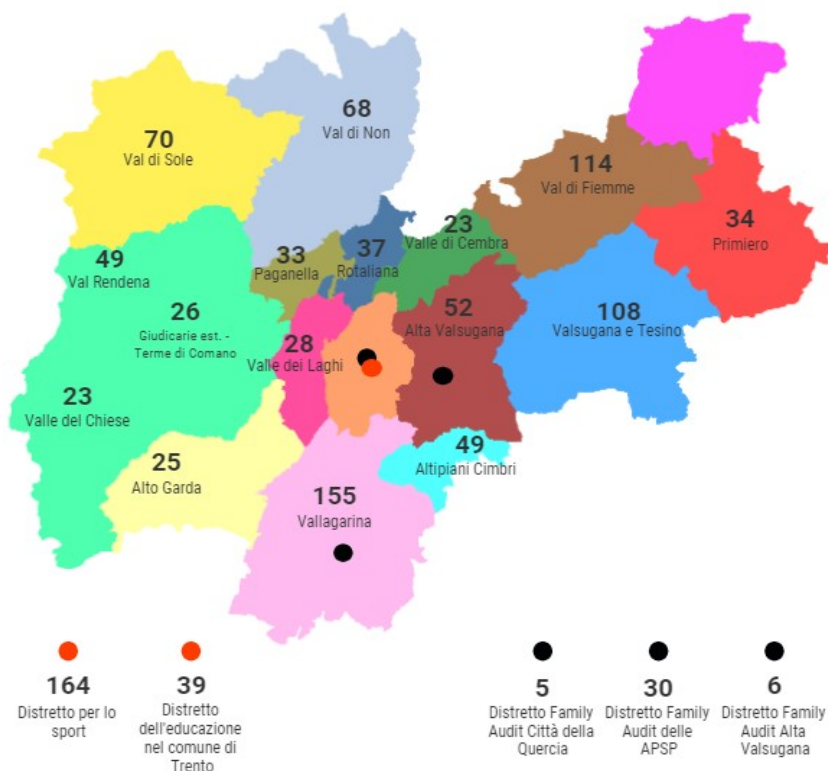 68
Val di Non
70
Val di Sole
114
Val di Fiemme
34
Primiero
23
Valle di Cembra
37
Rotaliana
33
Paganella
49
Val Rendena
26
Giudicarie est. -
Terme di Comano
28
Valle dei Laghi
52
Alta Valsugana
108
Valsugana e Tesino
23
Valle del Chiese
25
Alto Garda
49
Altipiani Cimbri
155
Vallagarina
164
Distretto per lo
sport
39
Distretto
dell'educazione
nel comune di
Trento
5
Distretto Family
Audit Città della
Quercia
30
Distretto Family
Audit delle
APSP
6
Distretto Family
Audit Alta
Valsugana